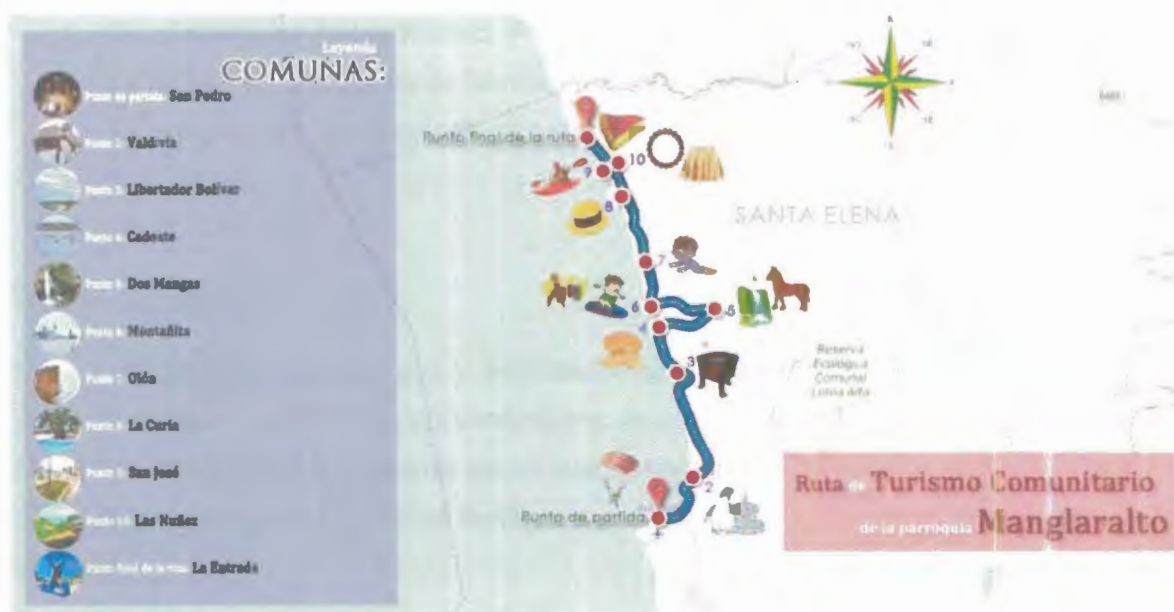 Leyenda
COMUNAS:
Punto de partida: San Pedro
Punto 2: Valdivia
Punto 3: Libertador Bolívar
Punto 4: Cadeate
Punto 5: Dos Mangas
Punto 6: Montañita
Punto 7: Olón
Punto 8: La Curia
Punto 9: San José
Punto 10: Las Nuñez
Punto final de la ruta: La Entrada
Punto final de la ruta
10
9
8
SANTA ELENA
7
6
5
4
3
Reserva
Ecológica
Comunal
Loma Alta
2
Punto de partida
1
Ruta de Turismo Comunitario
de la parroquia Manglaralto